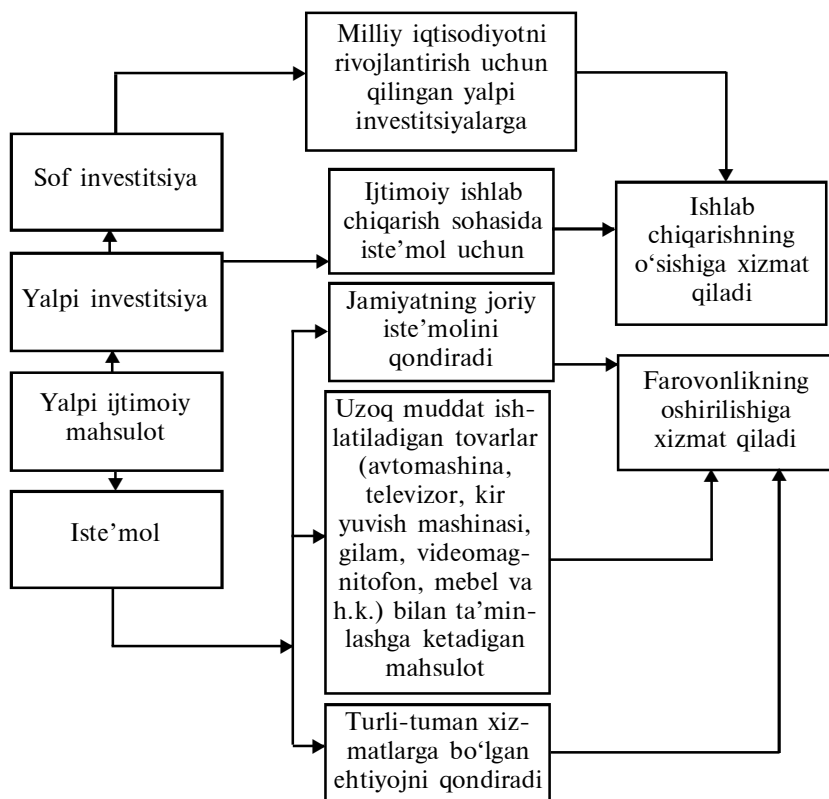 Milliy iqtisodiyotni
rivojlantirish uchun
qilingan yalpi
investitsiyalarga
Sof investitsiya
Ijtimoiy ishlab
chiqarish sohasida
iste’mol uchun
Ishlab
chiqarishning
o‘sishiga xizmat
qiladi
Yalpi investitsiya
Jamiyatning joriy
iste’molini
qondiradi
Yalpi ijtimoiy
mahsulot
Farovonlikning
oshirilishiga
xizmat qiladi
Uzoq muddat ish-
latiladigan tovarlar
(avtomashina,
televizor, kir
yuvish mashinasi,
gilam, videomag-
nitofon, mebel va
h.k.) bilan ta’min-
lashga ketadigan
mahsulot
Iste’mol
Turli-tuman xiz-
matlarga bo‘lgan
ehtiyojni qondiradi